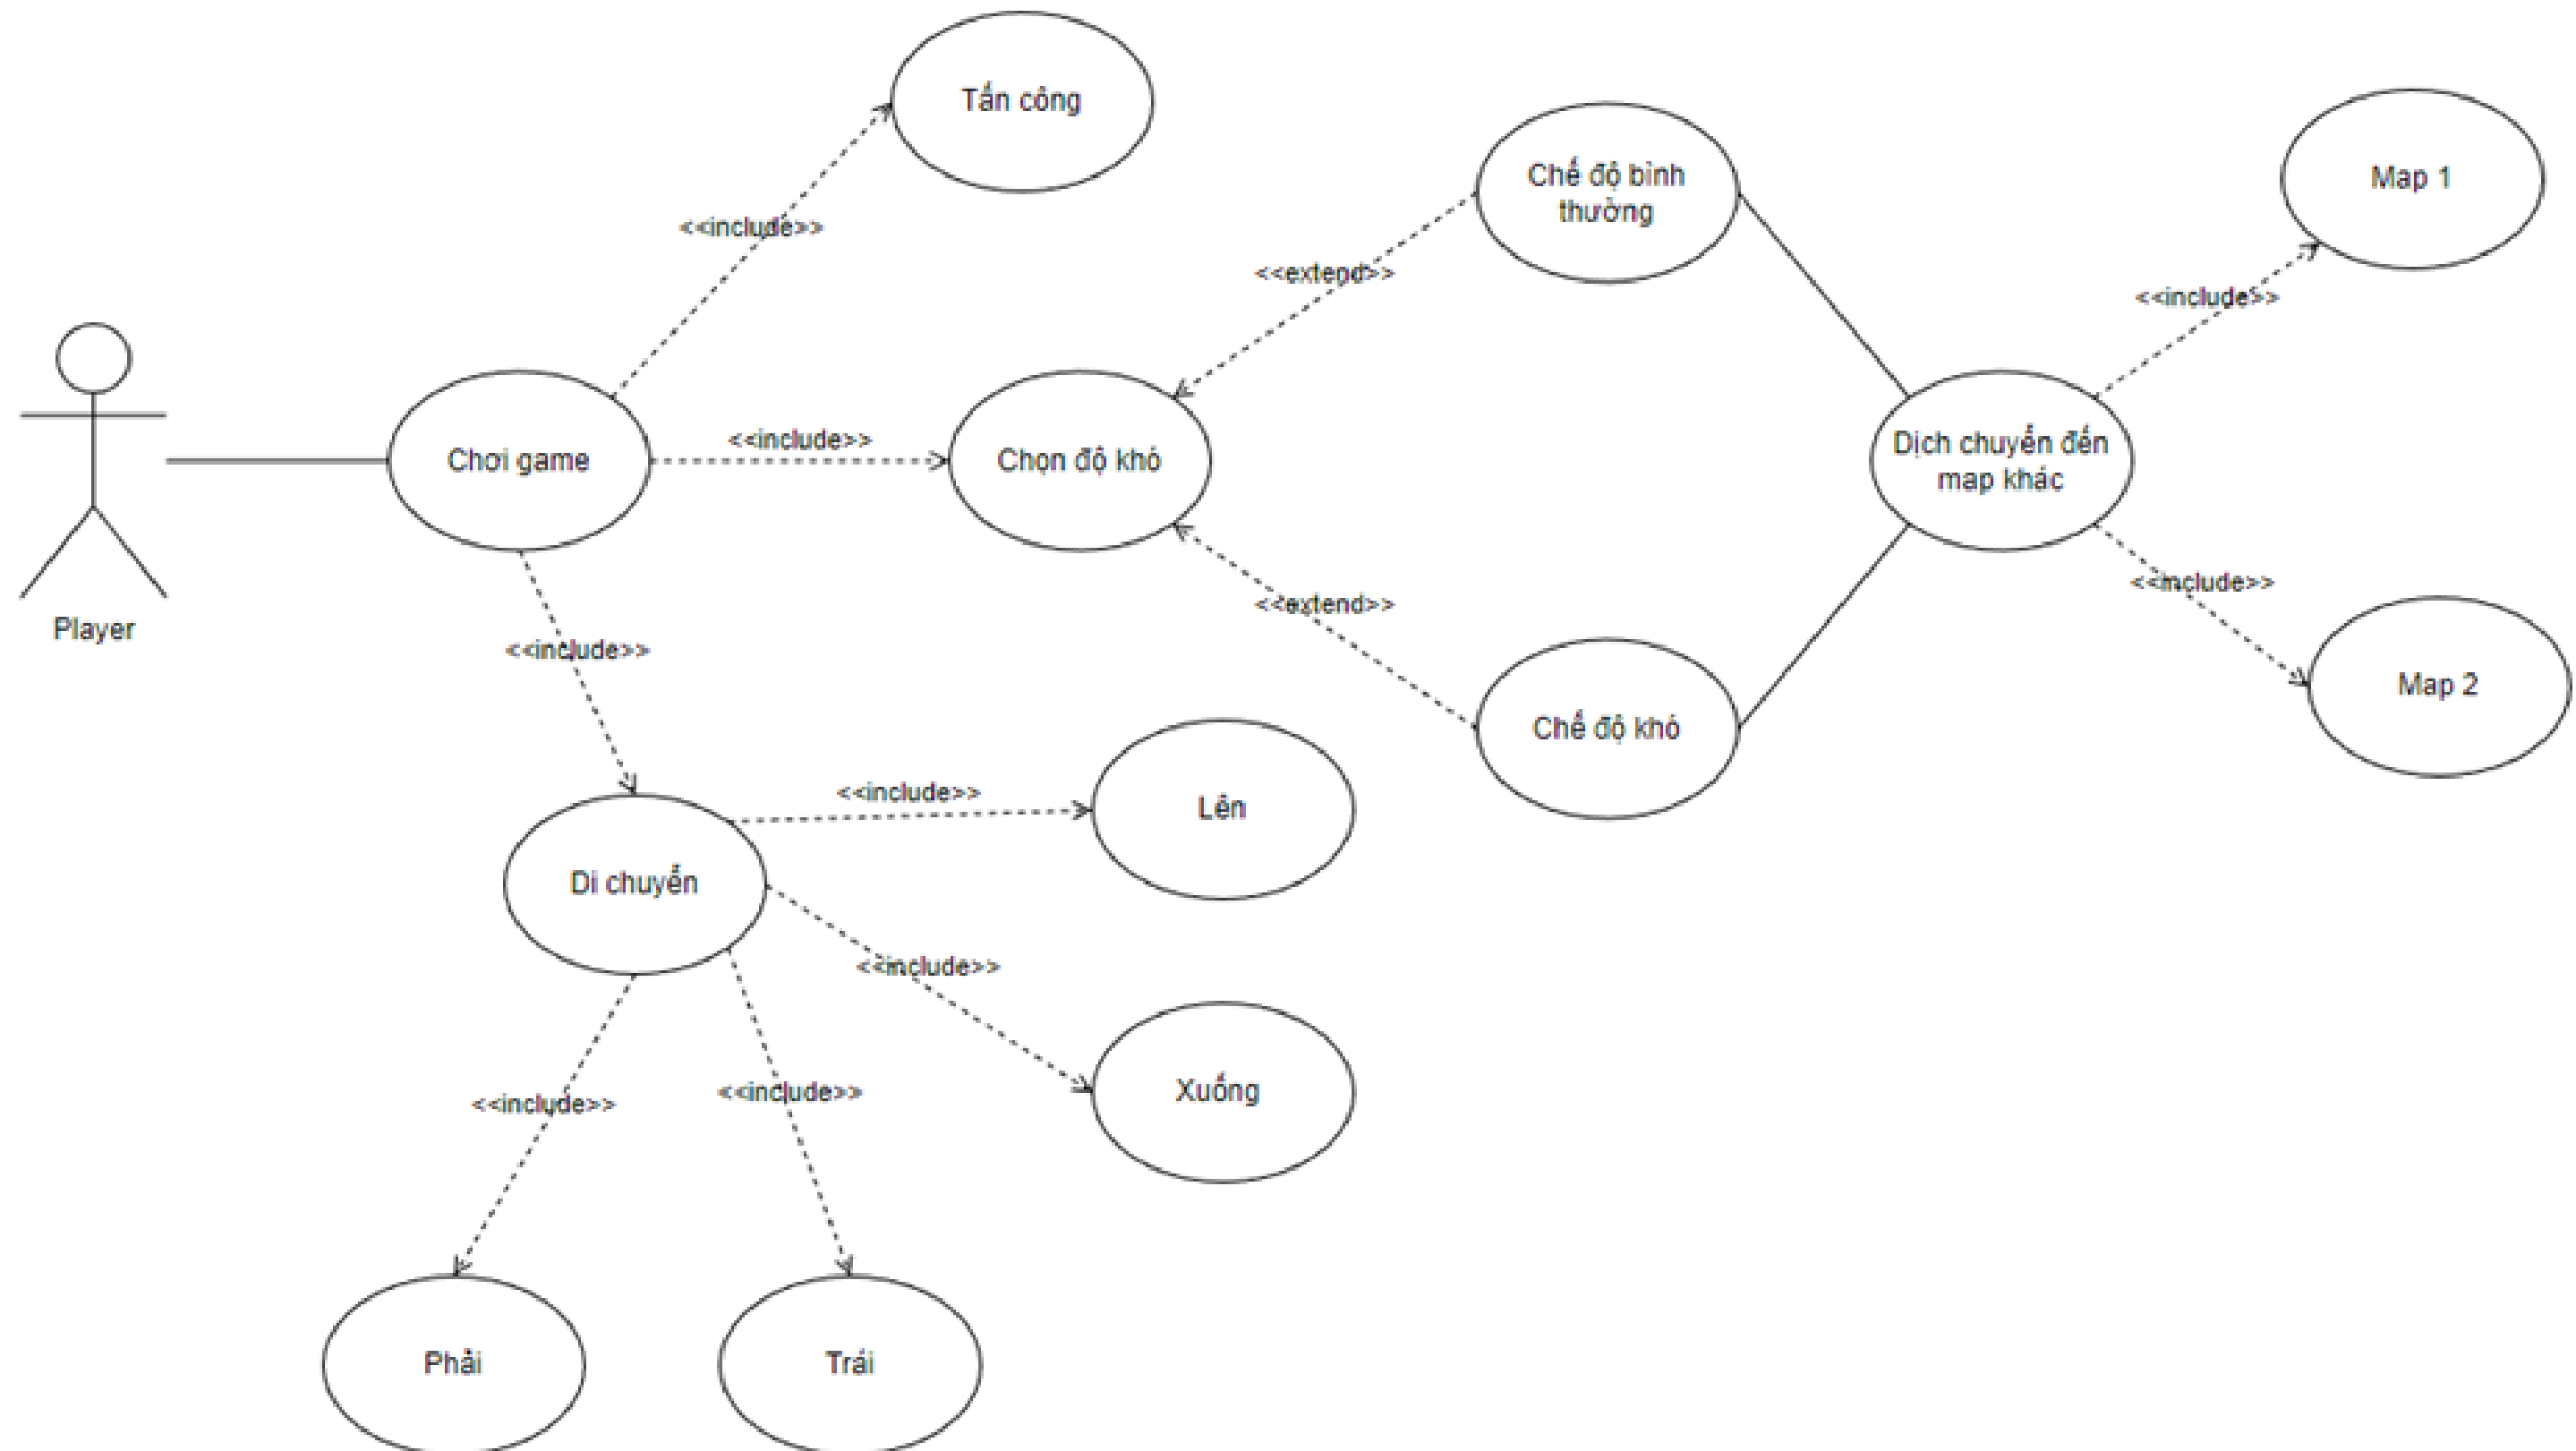 Tấn công
<<include>>
Chế độ bình
thường
Map 1
<<extend>>
<<include>>
Chơi game
<<include>>
Chọn độ khó
Dịch chuyển đến
map khác
Player
<<include>>
<<extend>>
<<include>>
Map 2
Chế độ khó
<<include>>
Lên
Di chuyển
<<include>>
Xuống
<<include>>
<<include>>
Phải
Trái